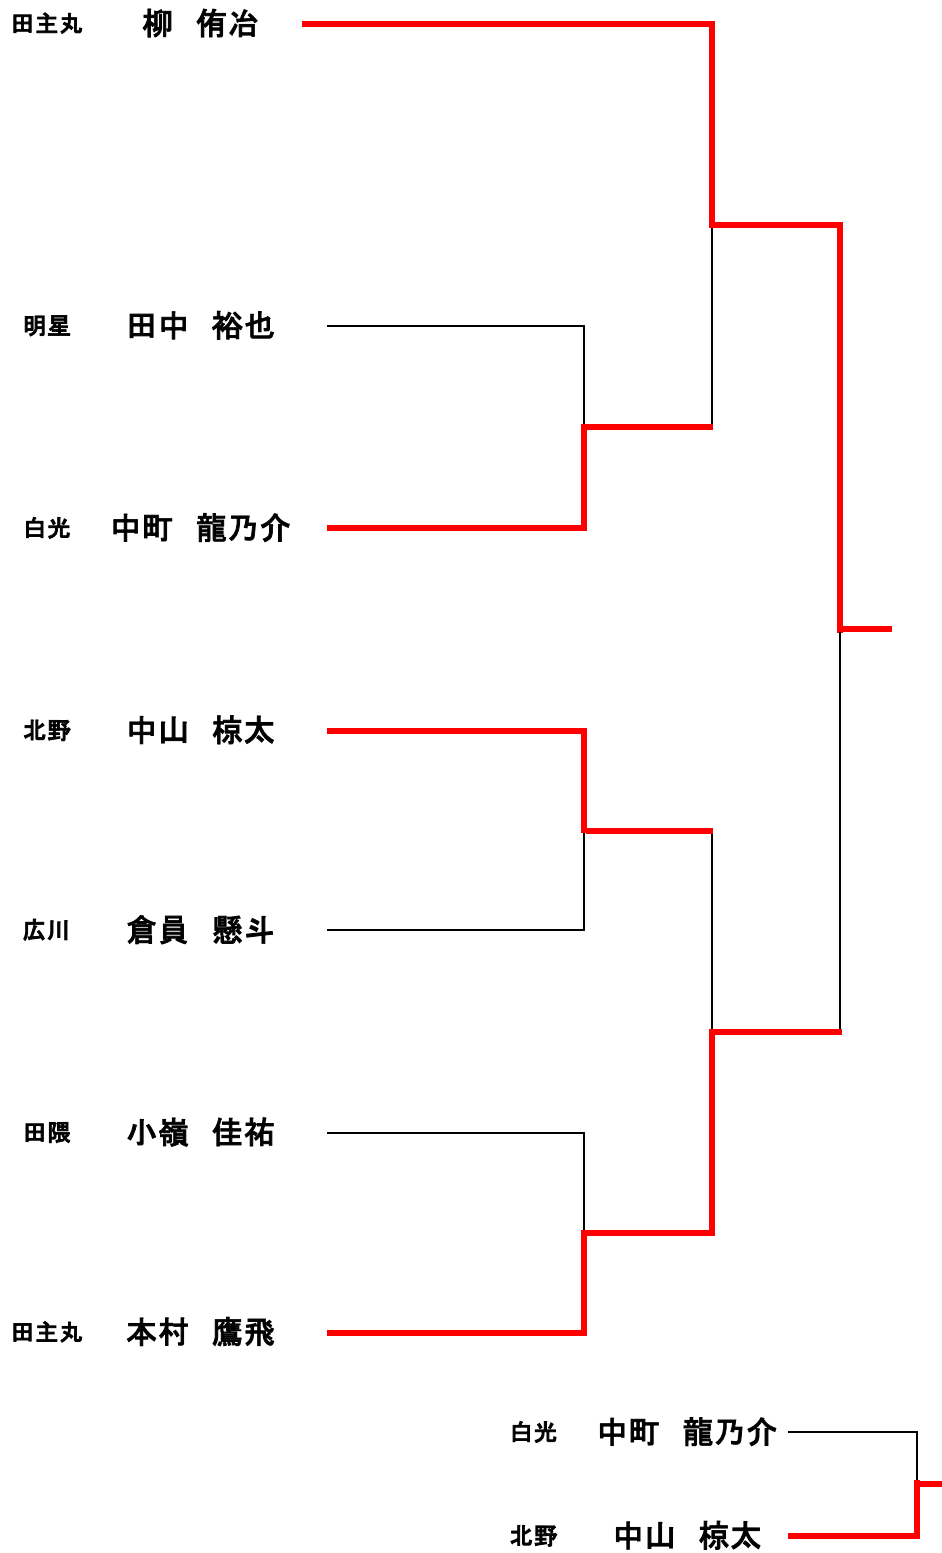 田主丸 柳 侑冶
明星 田中 裕也
白光 中町 龍乃介
北野 中山 椋太
広川 倉員 懸斗
田隈 小嶺 佳祐
田主丸 本村 鷹飛
白光 中町 龍乃介
北野 中山 椋太